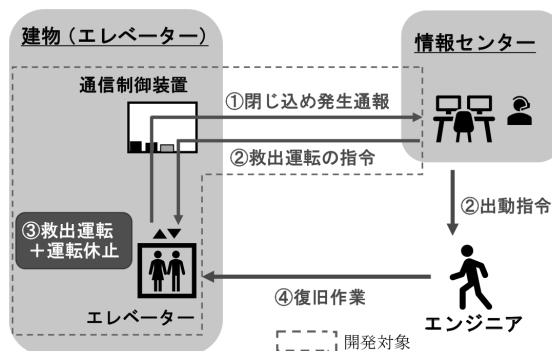 建物（エレベーター）
情報センター
通信制御装置
①閉じ込め発生通報
②救出運転の指令
②出動指令
③救出運転
＋運転休止
④復旧作業
エレベーター
エンジニア
開発対象